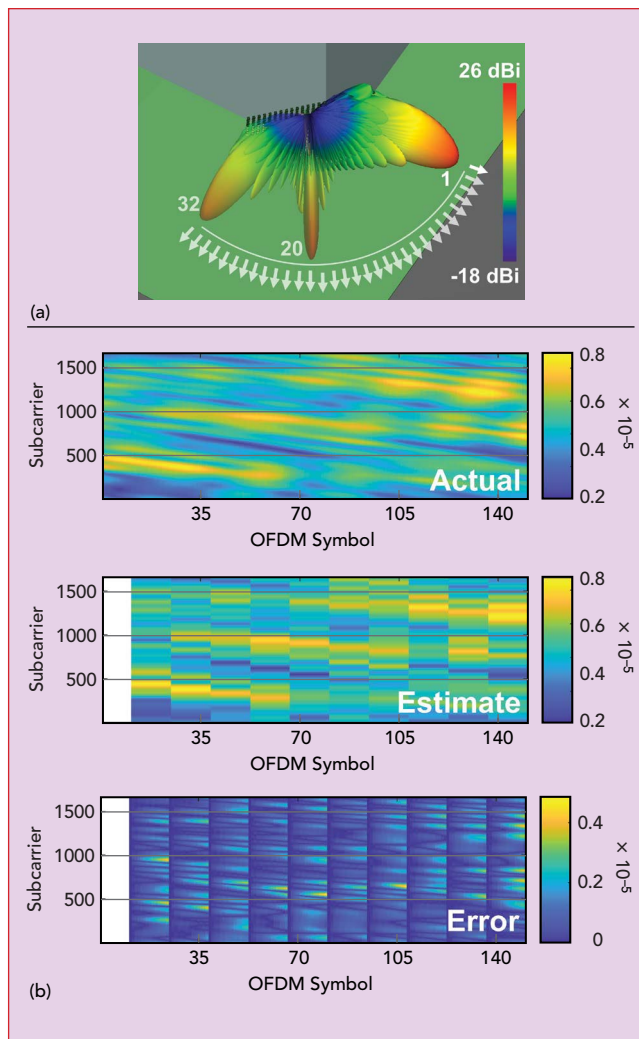 26 dBi
1
32
20
-18 dBi
(a)
1500
1000
500
Subcarrier
Actual
35 70 105 140
OFDM Symbol
0.8
0.6
0.4
0.2
× 10⁻⁵
1500
1000
500
Subcarrier
Estimate
35 70 105 140
OFDM Symbol
0.8
0.6
0.4
0.2
× 10⁻⁵
1500
1000
500
Subcarrier
Error
35 70 105 140
OFDM Symbol
0.4
0.2
0
× 10⁻⁵
(b)